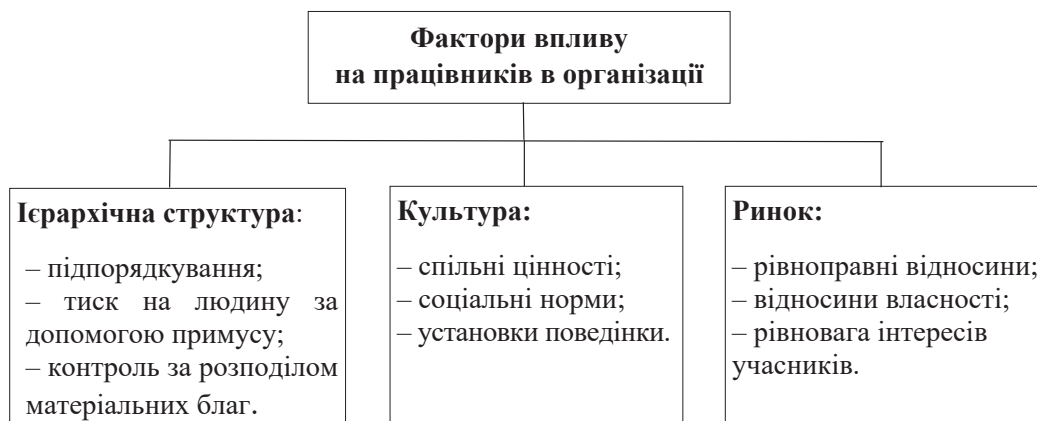 Фактори впливу
на працівників в організації
Ієрархічна структура:
– підпорядкування;
– тиск на людину за
допомогою примусу;
– контроль за розподілом
матеріальних благ.
Культура:
– спільні цінності;
– соціальні норми;
– установки поведінки.
Ринок:
– рівноправні відносини;
– відносини власності;
– рівновага інтересів
учасників.